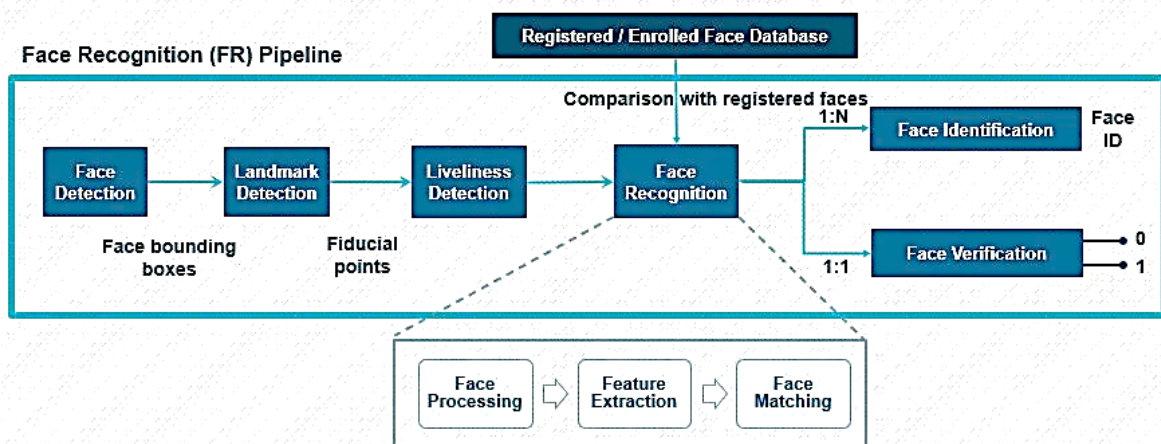 Registered / Enrolled Face Database
Face Recognition (FR) Pipeline
Comparison with registered faces
1:N
Face Identification
Face
ID
Face
Detection
Landmark
Detection
Liveliness
Detection
Face
Recognition
Face bounding
boxes
Fiducial
points
1:1
Face Verification
0
1
Face
Processing
Feature
Extraction
Face
Matching